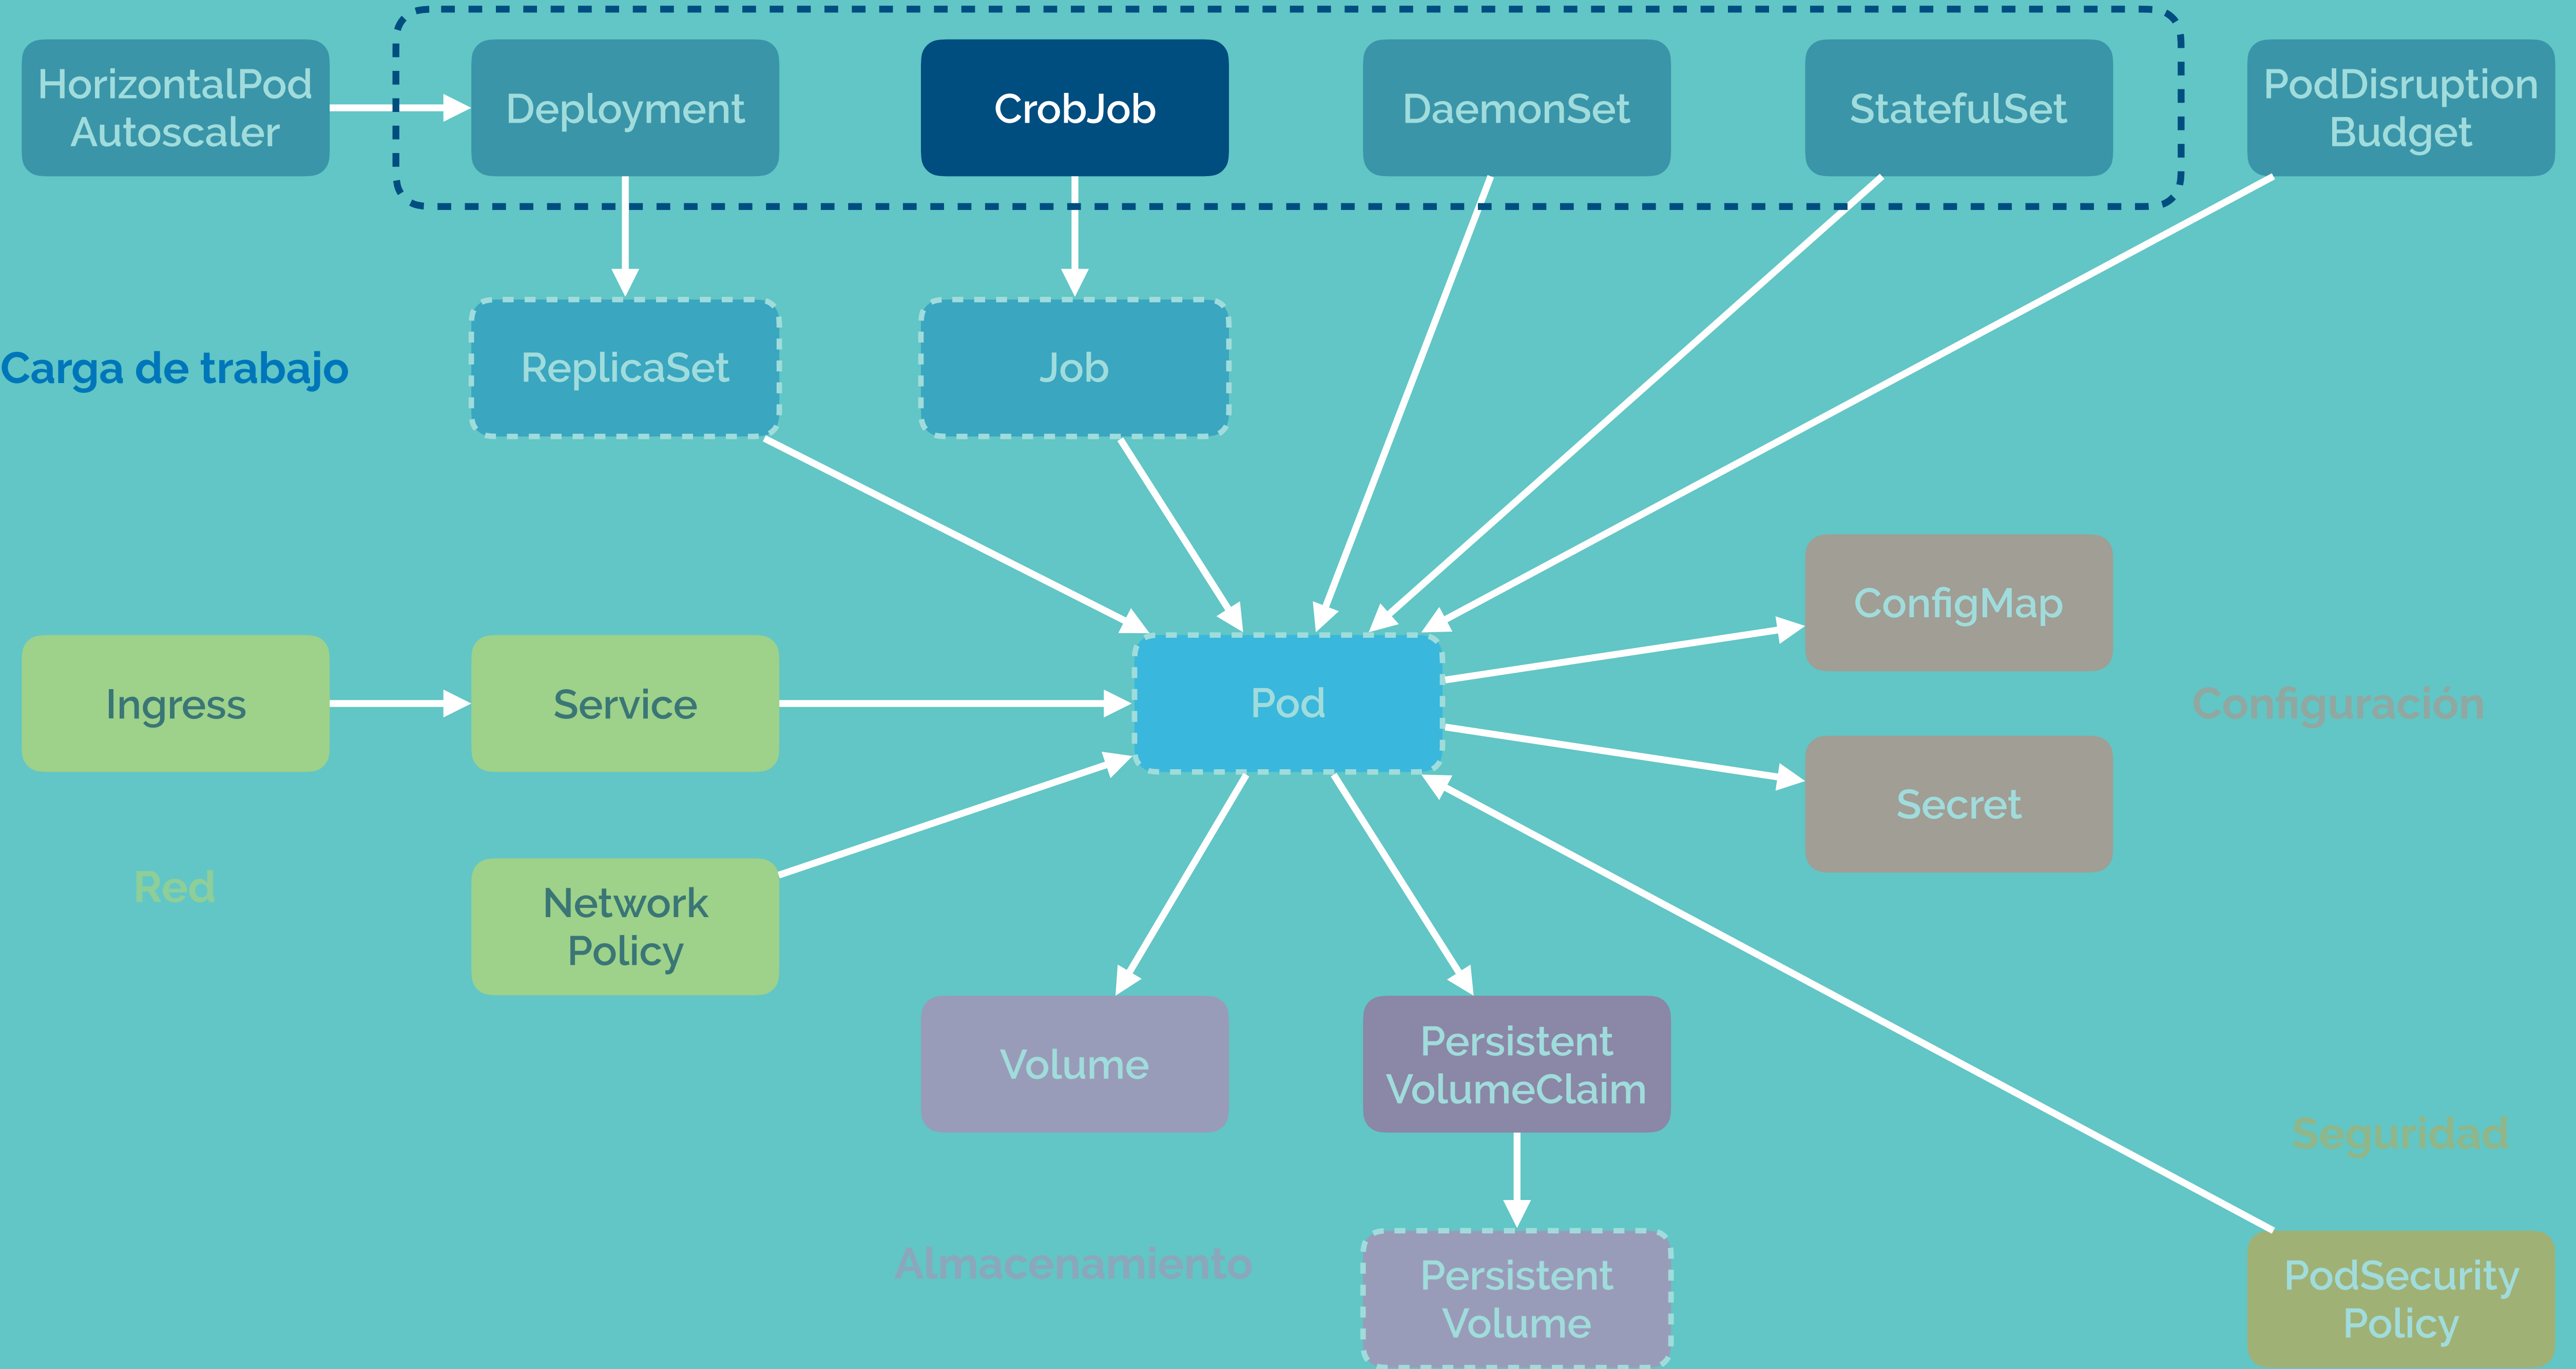 HorizontalPod
Autoscaler
Deployment
CrobJob
DaemonSet
StatefulSet
PodDisruption
Budget
Carga de trabajo
ReplicaSet
Job
ConfigMap
Ingress
Service
Pod
Configuración
Secret
Red
Network
Policy
Volume
Persistent
VolumeClaim
Seguridad
Almacenamiento
Persistent
Volume
PodSecurity
Policy